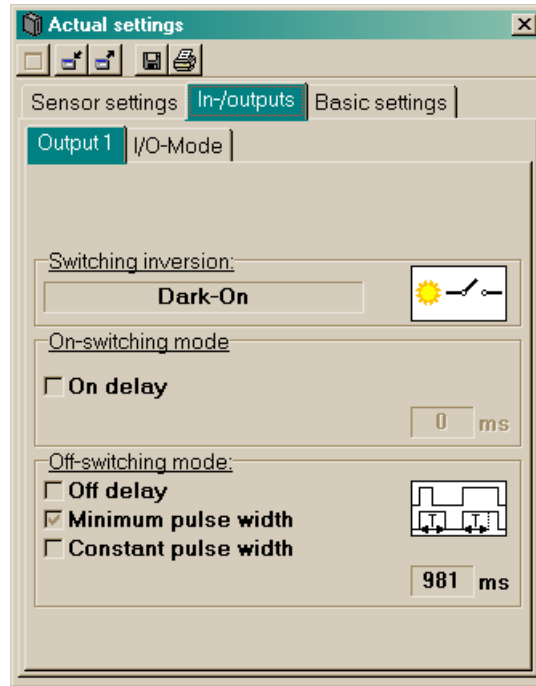 Actual settings
Sensor settings In-/outputs Basic settings
Output 1 I/O-Mode
Switching inversion:
Dark-On
On-switching mode
On delay
0 ms
Off-switching mode:
Off delay
Minimum pulse width
T T
Constant pulse width
981 ms